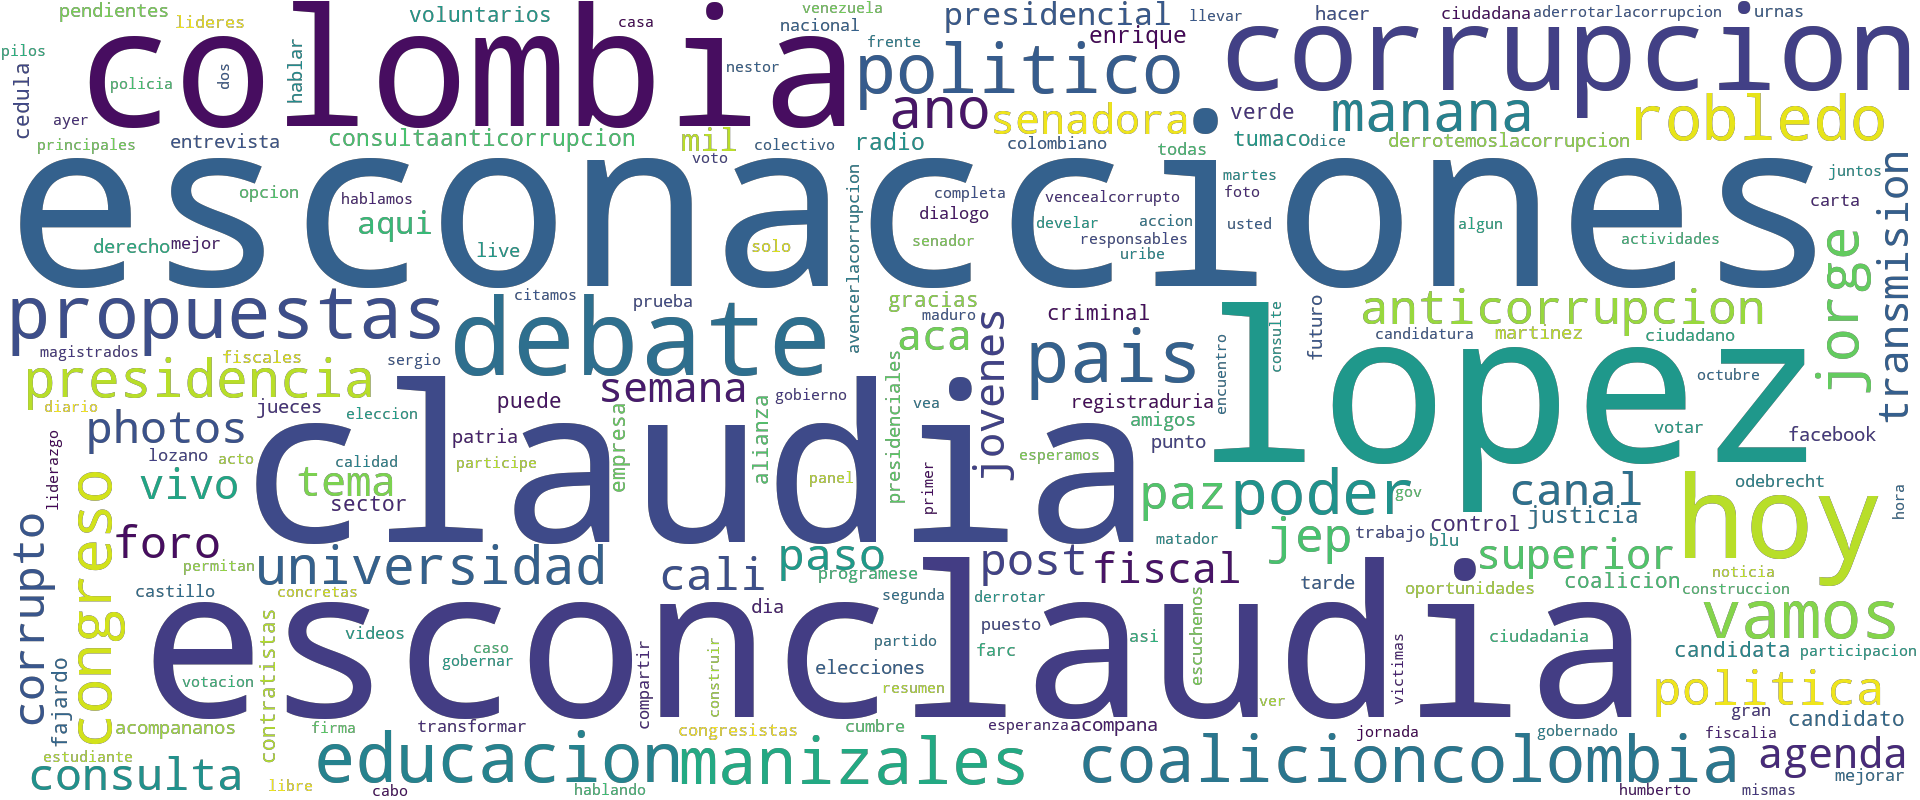 pendientes
lideres
voluntarios
casa
venezuela
nacional
presidencial
llevar
hacer
ciudadana
aderrotarlacorrupcion
urnas
pilos
colombia
frente
enrique
corrupcion
cedula
policia
dos
hablar
nestor
politico
ayer
ano
senadora
verde
manana
robledo
principales
entrevista
consultaanticorrupcion
mil
voto
colectivo
radio
colombiano
todas
tumaco
dice
derrotemoslacorrupcion
esconacciones
opcion
hablamos
aqui
derecho
mejor
live
solo
avencerlacorrupcion
completa
dialogo
senador
vencealcorrupto
develar
accion
responsables
uribe
martes
foto
usted
algun
actividades
juntos
carta
transmision
propuestas
citamos
prueba
debate
gracias
maduro
aca
jovenes
criminal
pais
encuentro
consulte
futuro
anticorrupcion
candidatura
martinez
ciudadano
jorge
magistrados
fiscales
sergio
presidencia
semana
presidenciales
lopez
octubre
diario
jueces
eleccion
puede
gobierno
vea
registraduria
amigos
votar
facebook
photos
patria
empresa
alianza
punto
liderazgo
lozano
acto
calidad
participe
claudia
panel
primer
esperamos
vivo
tema
sector
paz
poder
gov
canal
odebrecht
hoy
hora
congreso
corrupto
foro
jep
trabajo
control
blu
justicia
matador
permitan
universidad
cali
paso
programese
post
fiscal
superior
coalicion
noticia
construccion
castillo
concretas
dia
segunda
derrotar
tarde
oportunidades
vamos
contratistas
videos
esconclaudia
caso
gobernar
compartir
construir
partido
puesto
asi
escuchenos
ciudadania
candidata
participacion
fajardo
votacion
elecciones
farc
victimas
resumen
ver
politica
acompananos
firma
transformar
congresistas
cumbre
esperanza
acompana
jornada
gobernado
gran
fiscalia
candidato
estudiante
consulta
educacion
manizales
coalicioncolombia
agenda
mejorar
libre
cabo
hablando
humberto
mismas